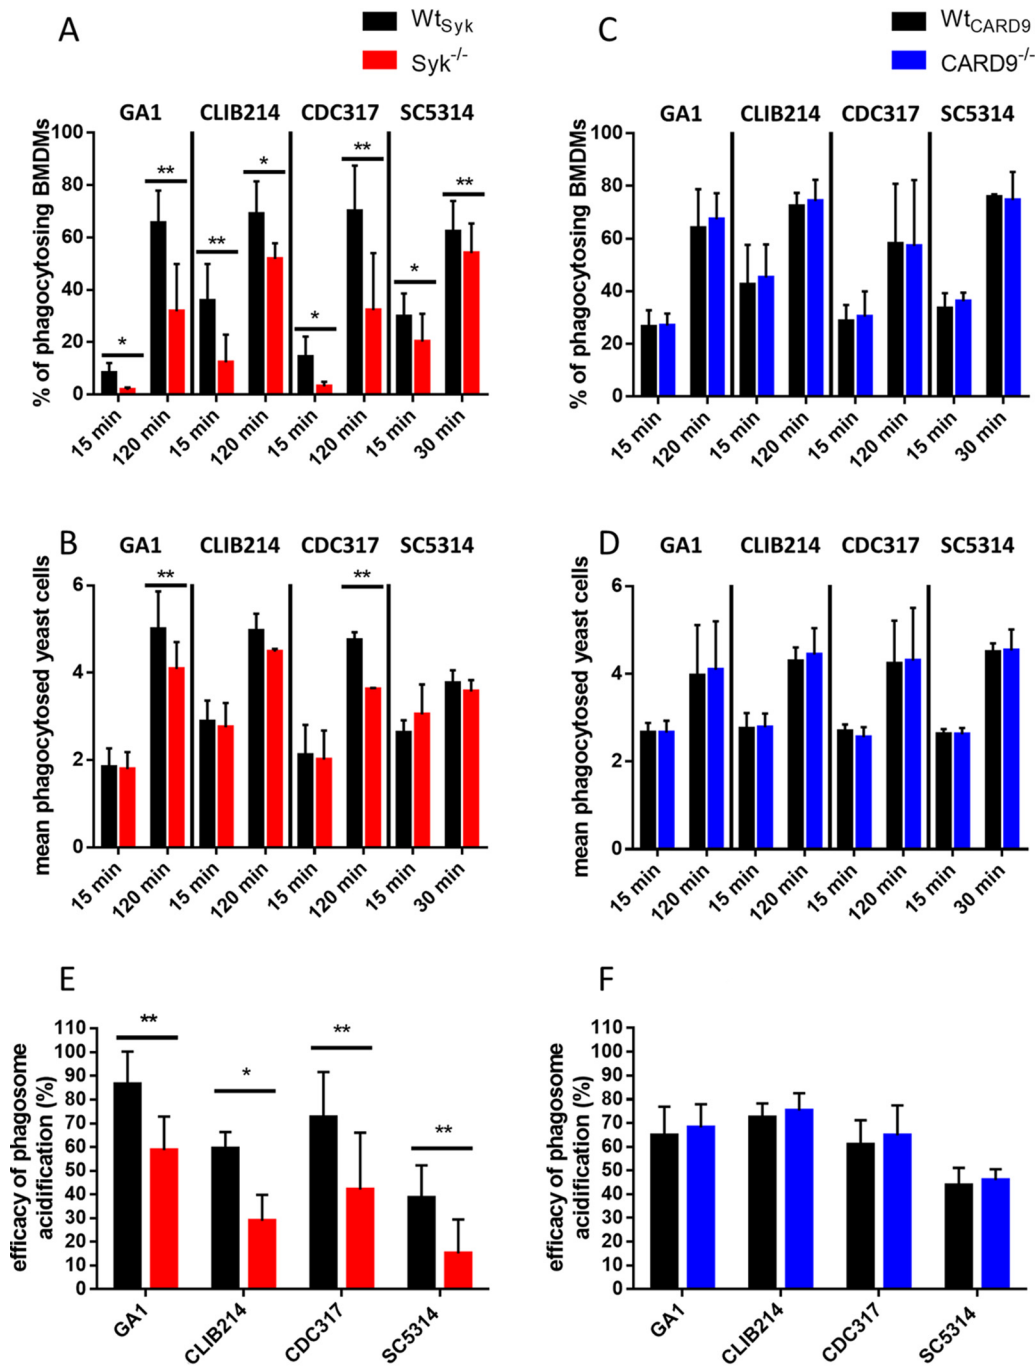 A
Wt Syk
Syk-/-
GA1 CLIB214 CDC317 SC5314
% of phagocytosing BMDMs
100
80
60
40
20
0
** * ** **
** * * *
15 min 120 min 15 min 120 min 15 min 120 min 15 min 30 min
C
Wt CARD9
CARD9-/-
GA1 CLIB214 CDC317 SC5314
% of phagocytosing BMDMs
100
80
60
40
20
0
15 min 120 min 15 min 120 min 15 min 120 min 15 min 30 min
B
GA1 CLIB214 CDC317 SC5314
mean phagocytosed yeast cells
** **
6
4
2
0
15 min 120 min 15 min 120 min 15 min 120 min 15 min 30 min
D
GA1 CLIB214 CDC317 SC5314
mean phagocytosed yeast cells
6
4
2
0
15 min 120 min 15 min 120 min 15 min 120 min 15 min 30 min
E
efficacy of phagosome
acidification (%)
110
100
90
80
70
60
50
40
30
20
10
0
** * ** **
GA1 CLIB214 CDC317 SC5314
F
efficacy of phagosome
acidification (%)
110
100
90
80
70
60
50
40
30
20
10
0
GA1 CLIB214 CDC317 SC5314